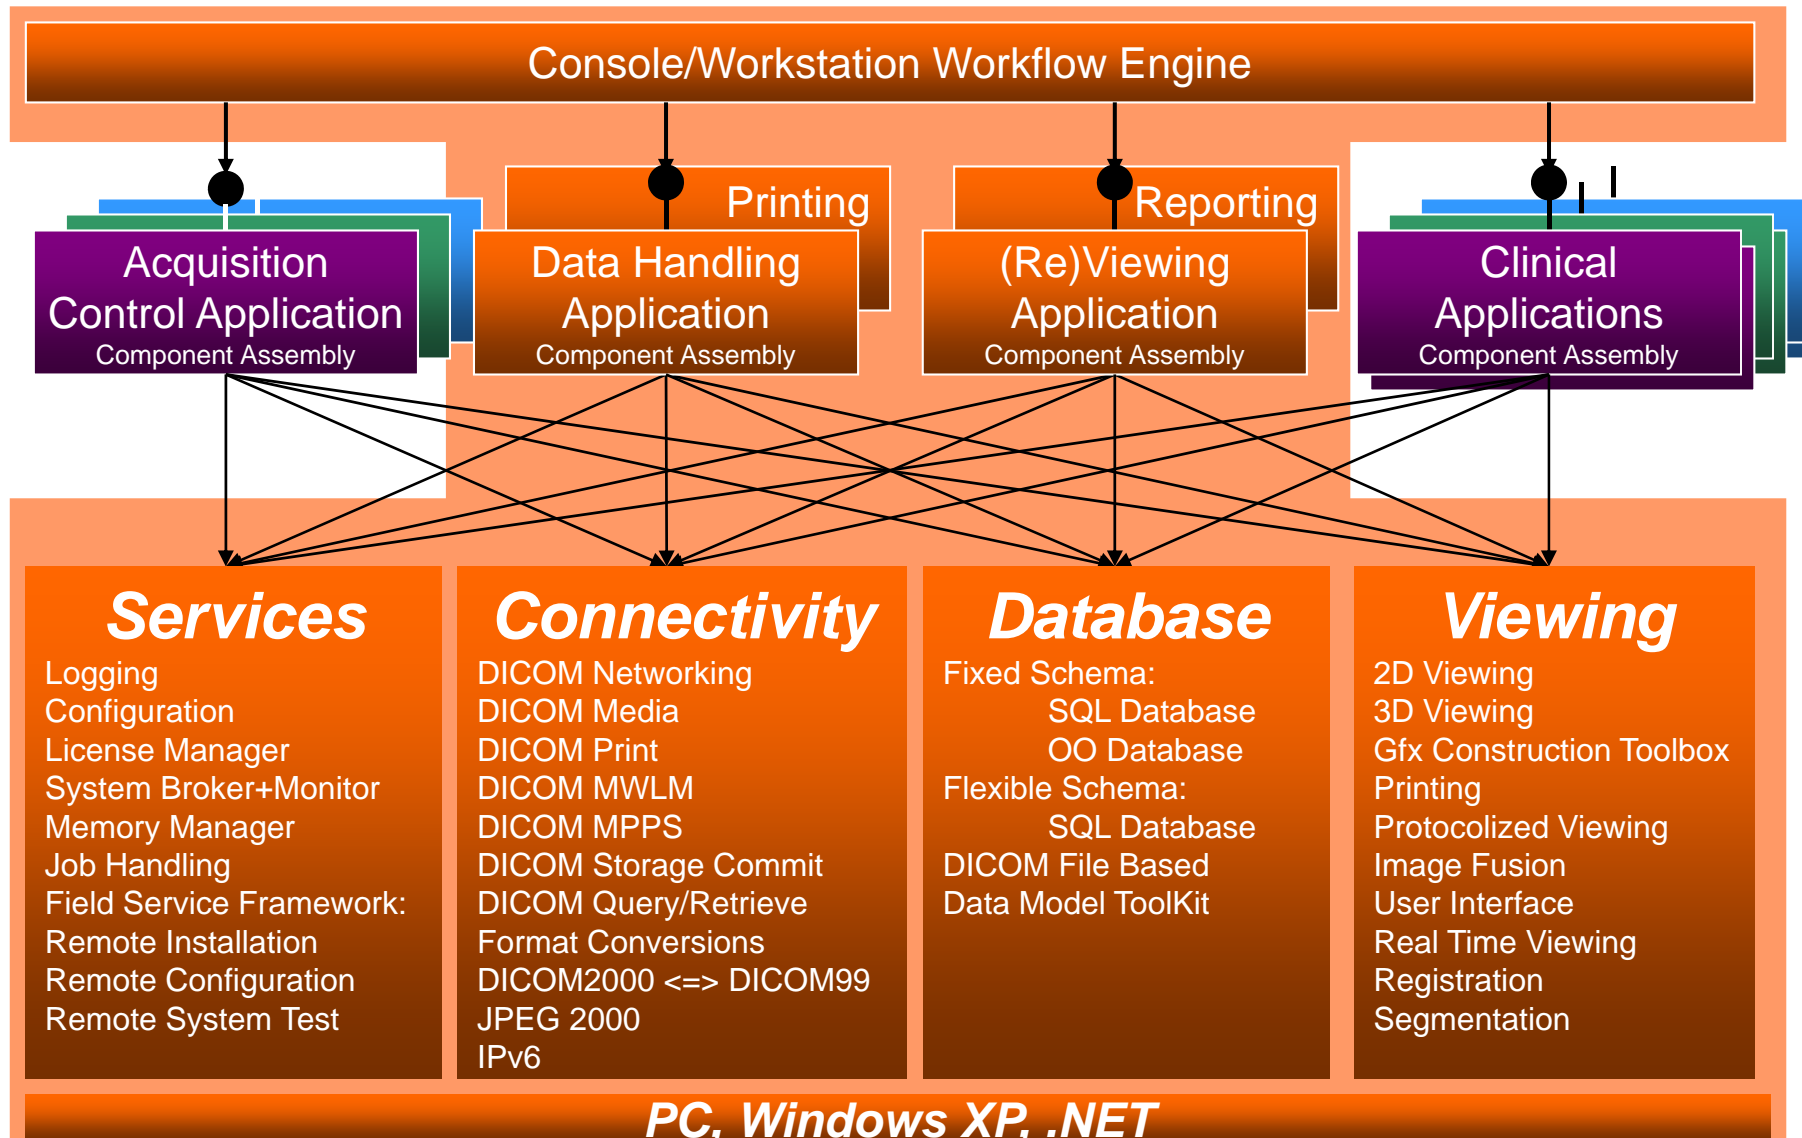 Console/Workstation Workflow Engine
Printing
Reporting
Acquisition
Control Application
Component Assembly
Data Handling
Application
Component Assembly
(Re)Viewing
Application
Component Assembly
Clinical
Applications
Component Assembly
Services
Logging
Configuration
License Manager
System Broker+Monitor
Memory Manager
Job Handling
Field Service Framework:
Remote Installation
Remote Configuration
Remote System Test
Connectivity
DICOM Networking
DICOM Media
DICOM Print
DICOM MWLM
DICOM MPPS
DICOM Storage Commit
DICOM Query/Retrieve
Format Conversions
DICOM2000 <=> DICOM99
JPEG 2000
IPv6
Database
Fixed Schema:
SQL Database
OO Database
Flexible Schema:
SQL Database
DICOM File Based
Data Model ToolKit
Viewing
2D Viewing
3D Viewing
Gfx Construction Toolbox
Printing
Protocolized Viewing
Image Fusion
User Interface
Real Time Viewing
Registration
Segmentation
PC, Windows XP, .NET